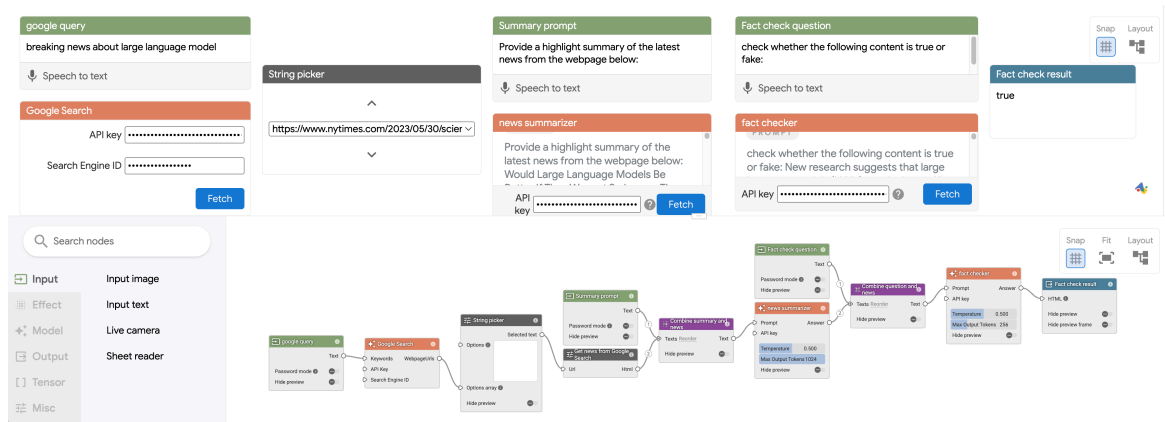 google query
breaking news about large language model
Speech to text
Google Search
API key
Search Engine ID
Fetch
String picker
https://www.nytimes.com/2023/05/30/scier
Summary prompt
Provide a highlight summary of the latest
news from the webpage below:
Speech to text
news summarizer
Provide a highlight summary of the
latest news from the webpage below:
Would Large Language Models Be
API
key
Fetch
Fact check question
check whether the following content is true or
fake:
Speech to text
fact checker
PROMPT
check whether the following content is true
or fake: New research suggests that large
API key
Fetch
Fact check result
true
Snap Layout
Search nodes
Input
Effect
Model
Output
Tensor
Misc
Input image
Input text
Live camera
Sheet reader
google query
Text
Password mode
Hide preview
Google Search
Keywords WebpageUrls
API Key
Search Engine ID
String picker
Selected text
Options
Options array
Hide preview
Summary prompt
Text
Password mode
Hide preview
Get news from Google
Search
Url Html
Combine summary and
news
Texts Reorder Text
Hide preview
Fact check question
Text
Password mode
Hide preview
news summarizer
Prompt Answer
API key
Temperature 0.500
Max Output Tokens 1024
Hide preview
Combine question and
news
Texts Reorder Text
Hide preview
fact checker
Prompt Answer
API key
Temperature 0.500
Max Output Tokens 256
Hide preview
Fact check result
HTML
Hide preview
Hide preview frame
Snap Fit Layout